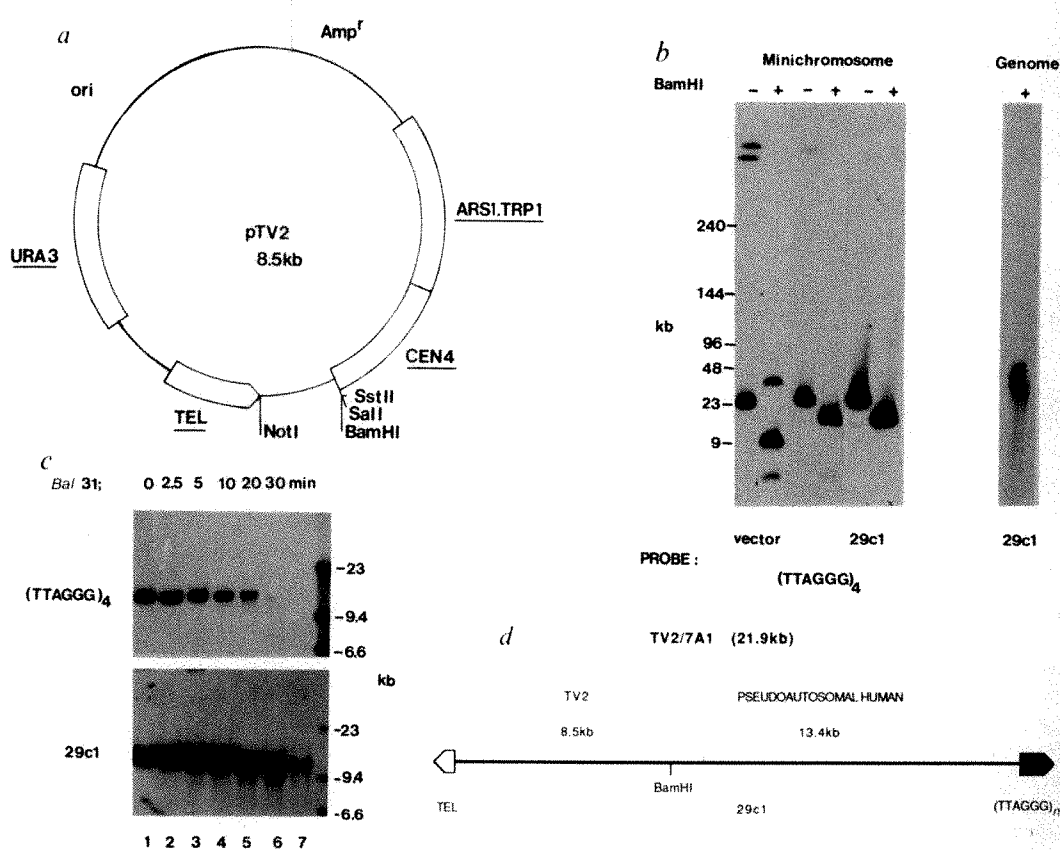 a
Amp^r
ori
ARS1.TRP1
pTV2
8.5kb
URA3
CEN4
SstII
SalI
BamHI
TEL
NotI
b
Minichromosome
Genome
BamHI
- + - + - +
+
240
144
kb
96
48
23
9
vector
29c1
29c1
PROBE :
(TTAGGG)4
c
Bal 31; 0 2.5 5 10 20 30 min
(TTAGGG)4
-23
-9.4
-6.6
kb
29c1
-23
-9.4
-6.6
1 2 3 4 5 6 7
d
TV2/7A1 (21.9kb)
TV2
PSEUDOAUTOSOMAL HUMAN
8.5kb
13.4kb
BamHI
TEL
29c1
(TTAGGG)n